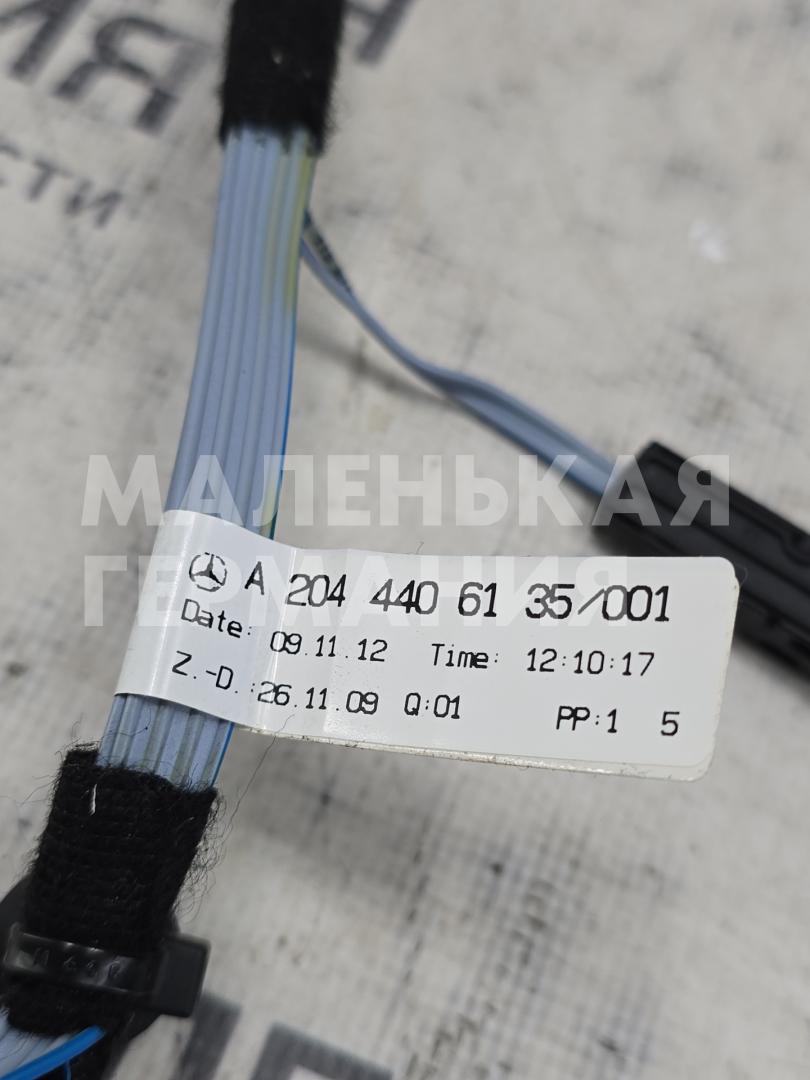 МАЛЕНЬКАЯ
ГЕРМАНИЯ
A 204 440 61 35/001
Date: 09.11.12 Time: 12:10:17
Z.-D.:26.11.09 Q:01 PP:1 5